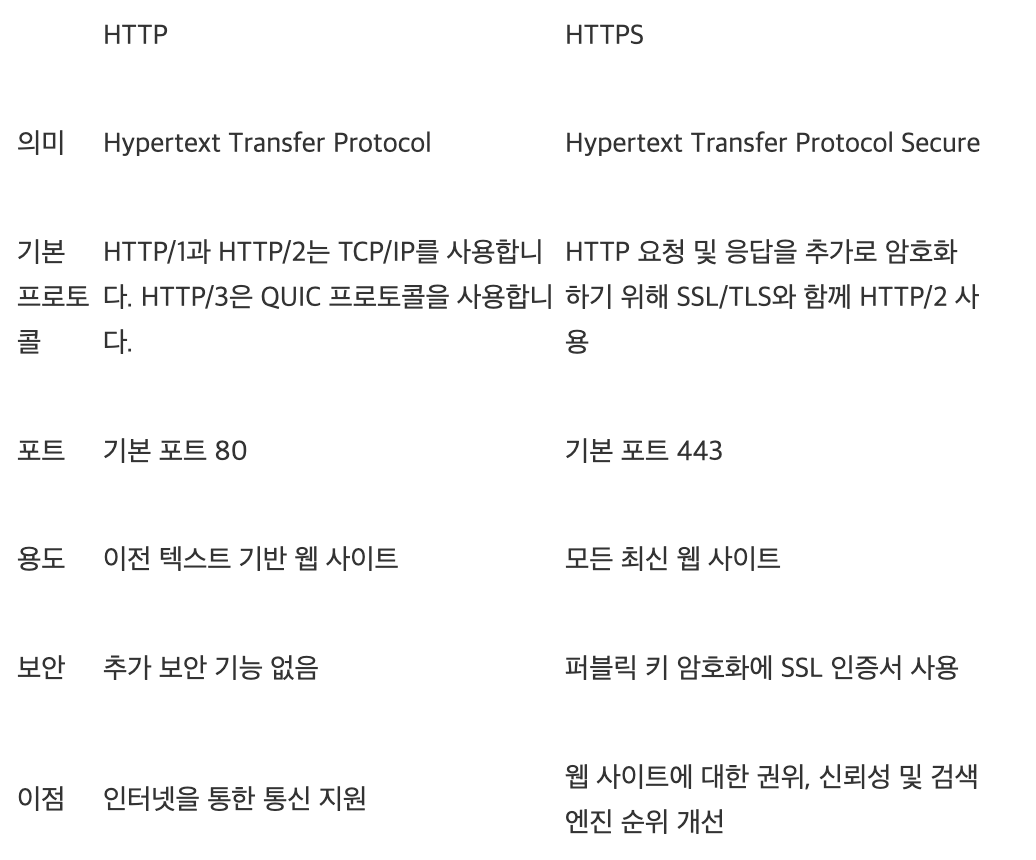 HTTP HTTPS
의미 Hypertext Transfer Protocol Hypertext Transfer Protocol Secure
기본 HTTP/1과 HTTP/2는 TCP/IP를 사용합니 HTTP 요청 및 응답을 추가로 암호화
프로토 다. HTTP/3은 QUIC 프로토콜을 사용합니 하기 위해 SSL/TLS와 함께 HTTP/2 사
콜 다. 용
포트 기본 포트 80 기본 포트 443
용도 이전 텍스트 기반 웹 사이트 모든 최신 웹 사이트
보안 추가 보안 기능 없음 퍼블릭 키 암호화에 SSL 인증서 사용
이점 인터넷을 통한 통신 지원 웹 사이트에 대한 권위, 신뢰성 및 검색
엔진 순위 개선